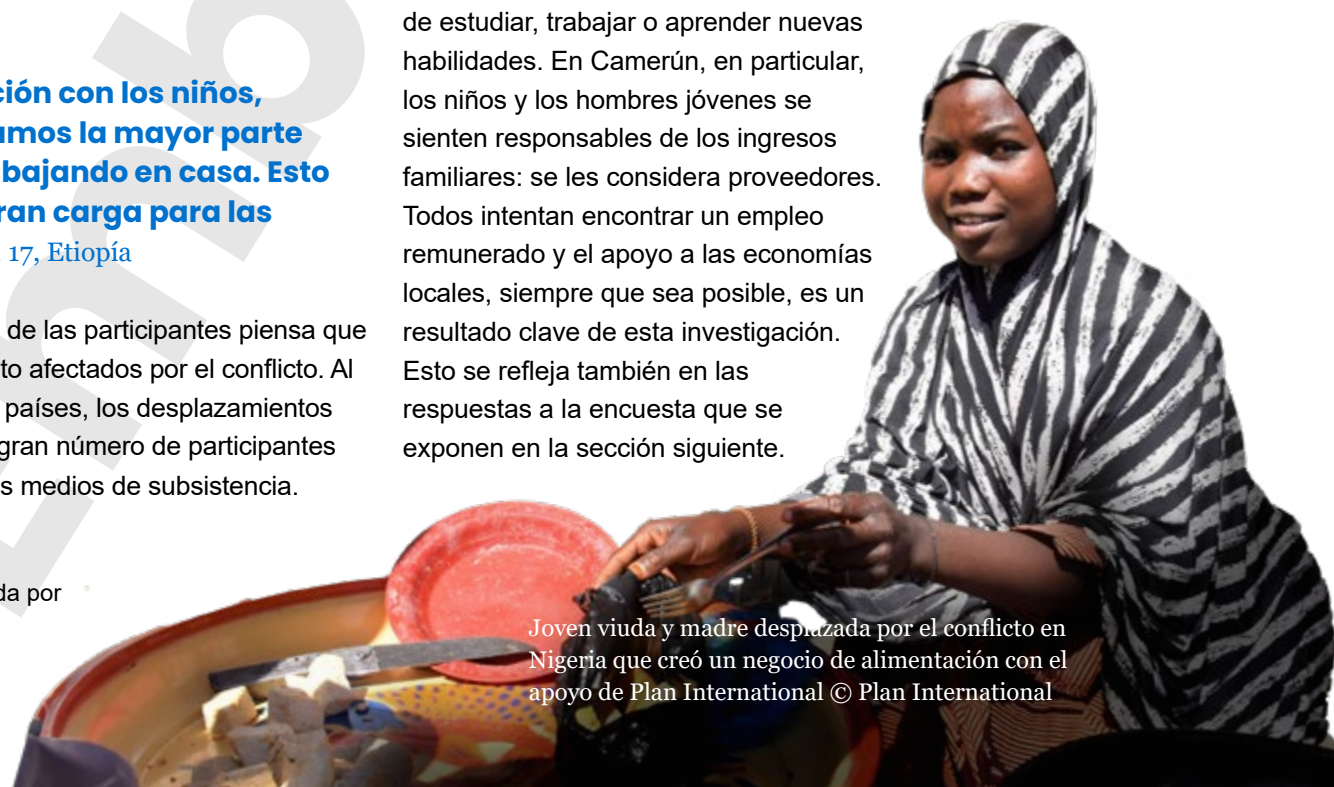 ción con los niños,
amos la mayor parte
bajando en casa. Esto
ran carga para las
17, Etiopía
de las participantes piensa que
to afectados por el conflicto. Al
países, los desplazamientos
gran número de participantes
s medios de subsistencia.
da por
de estudiar, trabajar o aprender nuevas
habilidades. En Camerún, en particular,
los niños y los hombres jóvenes se
sienten responsables de los ingresos
familiares: se les considera proveedores.
Todos intentan encontrar un empleo
remunerado y el apoyo a las economías
locales, siempre que sea posible, es un
resultado clave de esta investigación.
Esto se refleja también en las
respuestas a la encuesta que se
exponen en la sección siguiente.
Joven viuda y madre desplazada por el conflicto en
Nigeria que creó un negocio de alimentación con el
apoyo de Plan International © Plan International